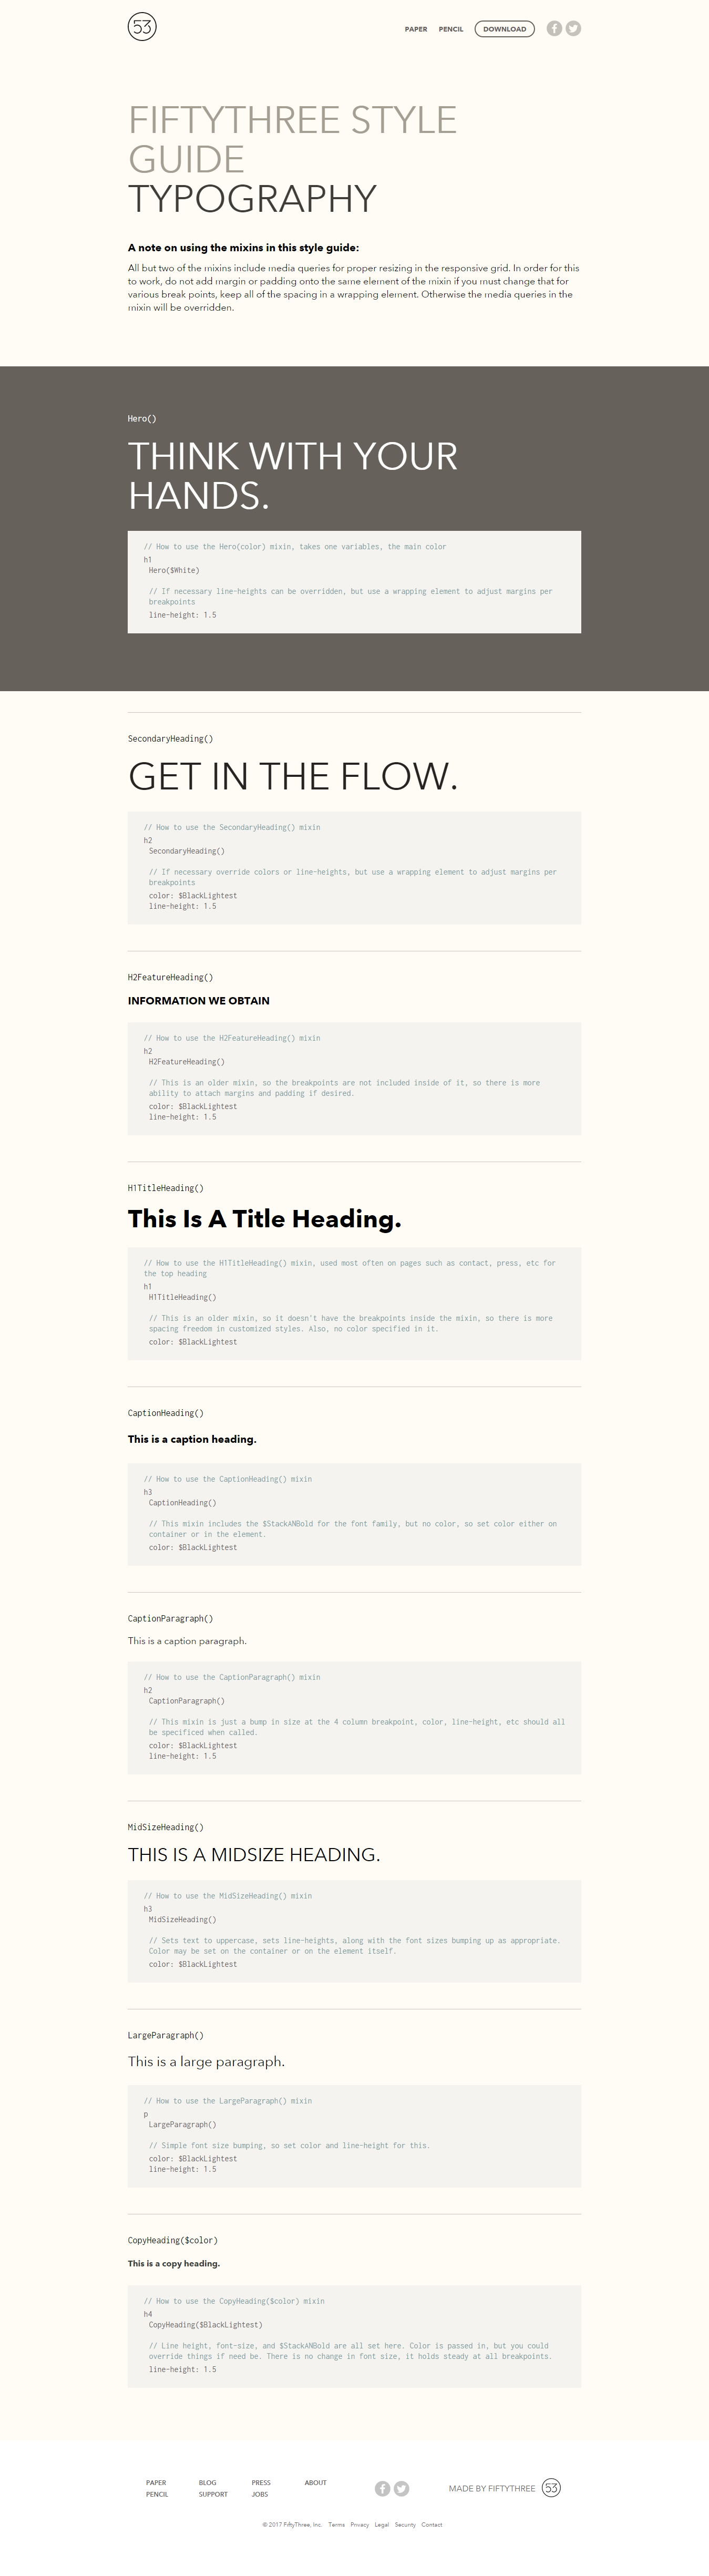 53
PAPER PENCIL DOWNLOAD
FIFTYTHREE STYLE
GUIDE
TYPOGRAPHY
A note on using the mixins in this style guide:
All but two of the mixins include media queries for proper resizing in the responsive grid. In order for this
to work, do not add margin or padding onto the same element of the mixin if you must change that for
various break points, keep all of the spacing in a wrapping element. Otherwise the media queries in the
mixin will be overridden.
Hero()
THINK WITH YOUR
HANDS.
// How to use the Hero(color) mixin, takes one variables, the main color
h1
Hero($White)
// If necessary line-heights can be overridden, but use a wrapping element to adjust margins per
breakpoints
line-height: 1.5
SecondaryHeading()
GET IN THE FLOW.
// How to use the SecondaryHeading() mixin
h2
SecondaryHeading()
// If necessary override colors or line-heights, but use a wrapping element to adjust margins per
breakpoints
color: $BlackLightest
line-height: 1.5
H2FeatureHeading()
INFORMATION WE OBTAIN
// How to use the H2FeatureHeading() mixin
h2
H2FeatureHeading()
// This is an older mixin, so the breakpoints are not included inside of it, so there is more
ability to attach margins and padding if desired.
color: $BlackLightest
line-height: 1.5
H1TitleHeading()
This Is A Title Heading.
// How to use the H1TitleHeading() mixin, used most often on pages such as contact, press, etc for
the top heading
h1
H1TitleHeading()
// This is an older mixin, so it doesn't have the breakpoints inside the mixin, so there is more
spacing freedom in customized styles. Also, no color specified in it.
color: $BlackLightest
CaptionHeading()
This is a caption heading.
// How to use the CaptionHeading() mixin
h3
CaptionHeading()
// This mixin includes the $StackANBold for the font family, but no color, so set color either on
container or in the element.
color: $BlackLightest
CaptionParagraph()
This is a caption paragraph.
// How to use the CaptionParagraph() mixin
h2
CaptionParagraph()
// This mixin is just a bump in size at the 4 column breakpoint, color, line-height, etc should all
be specificed when called.
color: $BlackLightest
line-height: 1.5
MidSizeHeading()
THIS IS A MIDSIZE HEADING.
// How to use the MidSizeHeading() mixin
h3
MidSizeHeading()
// Sets text to uppercase, sets line-heights, along with the font sizes bumping up as appropriate.
Color may be set on the container or on the element itself.
color: $BlackLightest
LargeParagraph()
This is a large paragraph.
// How to use the LargeParagraph() mixin
p
LargeParagraph()
// Simple font size bumping, so set color and line-height for this.
color: $BlackLightest
line-height: 1.5
CopyHeading($color)
This is a copy heading.
// How to use the CopyHeading($color) mixin
h4
CopyHeading($BlackLightest)
// Line height, font-size, and $StackANBold are all set here. Color is passed in, but you could
override things if need be. There is no change in font size, it holds steady at all breakpoints.
line-height: 1.5
PAPER BLOG PRESS ABOUT
PENCIL SUPPORT JOBS
MADE BY FIFTYTHREE 53
© 2017 FiftyThree, Inc. Terms Privacy Legal Security Contact